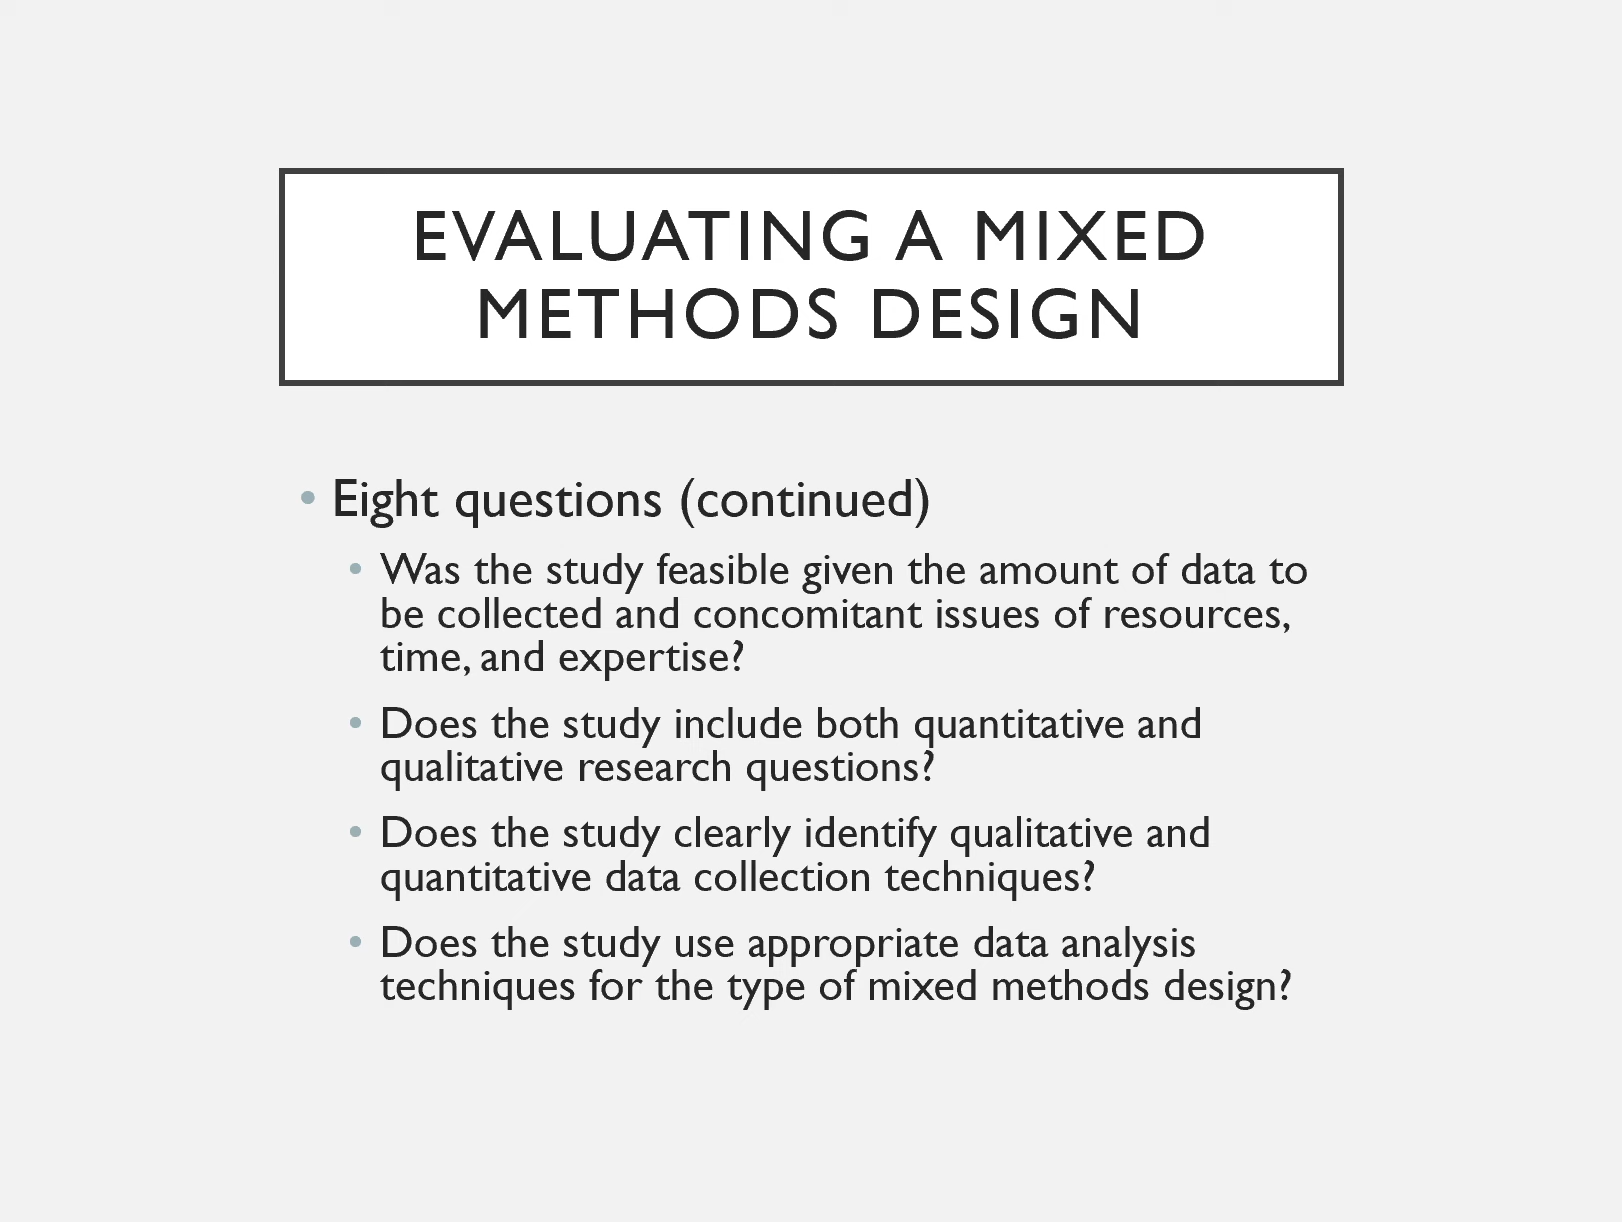 EVALUATING A MIXED
METHODS DESIGN
• Eight questions (continued)
• Was the study feasible given the amount of data to
be collected and concomitant issues of resources,
time, and expertise?
• Does the study include both quantitative and
qualitative research questions?
• Does the study clearly identify qualitative and
quantitative data collection techniques?
• Does the study use appropriate data analysis
techniques for the type of mixed methods design?